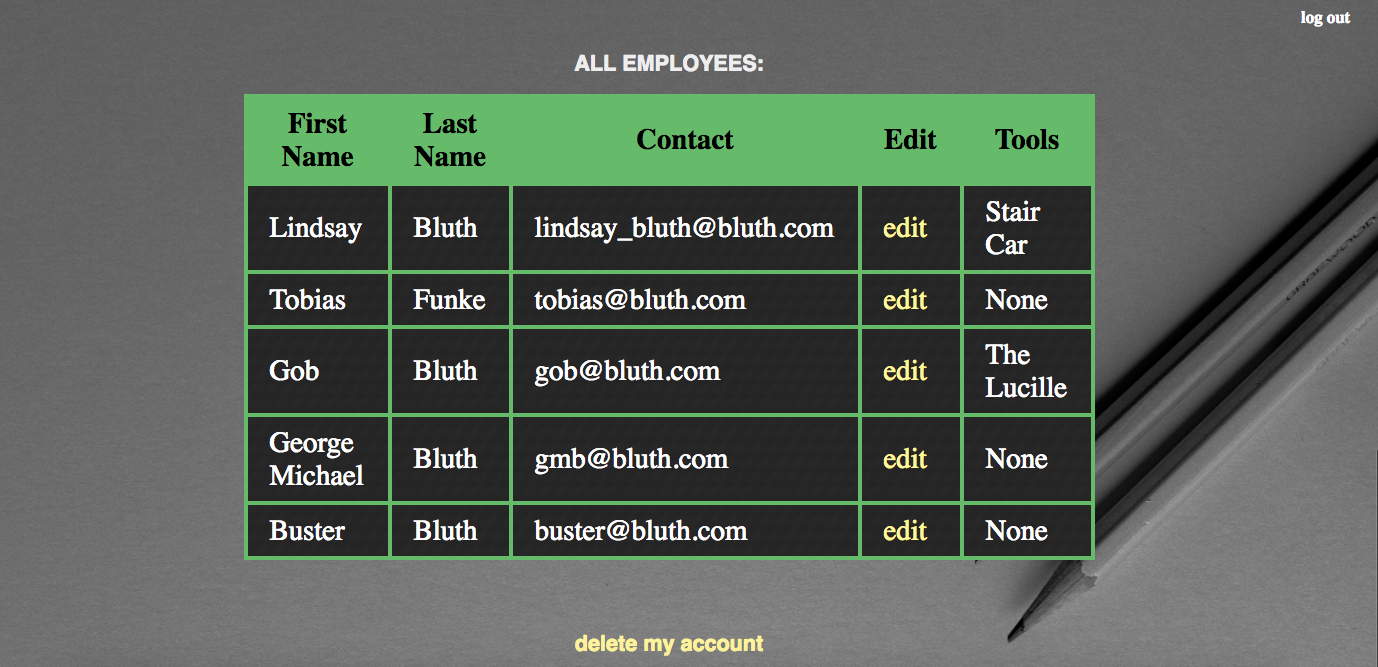 log out
ALL EMPLOYEES:
First Name Last Name Contact Edit Tools
Lindsay Bluth lindsay_bluth@bluth.com edit Stair Car
Tobias Funke tobias@bluth.com edit None
Gob Bluth gob@bluth.com edit The Lucille
George Michael Bluth gmb@bluth.com edit None
Buster Bluth buster@bluth.com edit None
delete my account